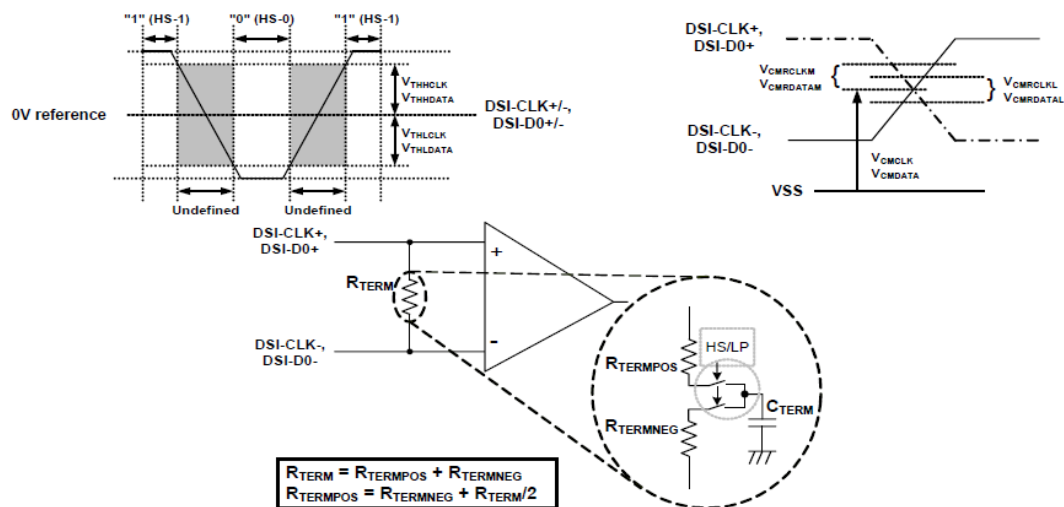 "1" (HS-1) "0" (HS-0) "1" (HS-1)
VTHHCLK
VTHHDATA
0V reference
DSI-CLK+/-,
DSI-D0+/-
VTHLCLK
VTHLDATA
Undefined Undefined
DSI-CLK+,
DSI-D0+
VCMRCLKM
VCMRDATAM
VCMRCLKL
VCMRDATAL
DSI-CLK-,
DSI-D0-
VCMCLK
VCMDATA
VSS
DSI-CLK+,
DSI-D0+
+
RTERM
-
DSI-CLK-,
DSI-D0-
HS/LP
RTERMPOS
CTERM
RTERMNEG
RTERM = RTERMPOS + RTERMNEG
RTERMPOS = RTERMNEG + RTERM/2